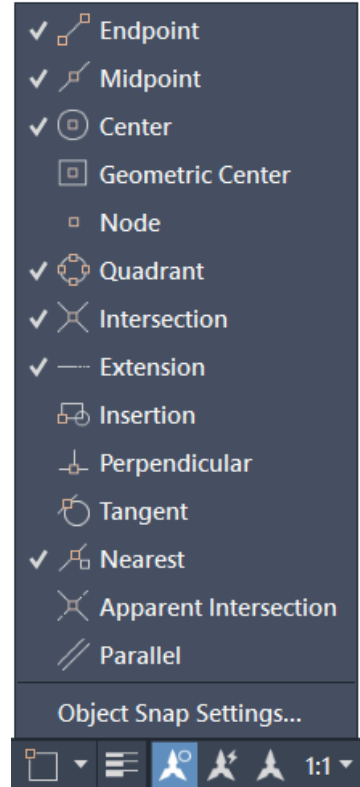 Endpoint
Midpoint
Center
Geometric Center
Node
Quadrant
Intersection
Extension
Insertion
Perpendicular
Tangent
Nearest
Apparent Intersection
Parallel
Object Snap Settings...
1:1